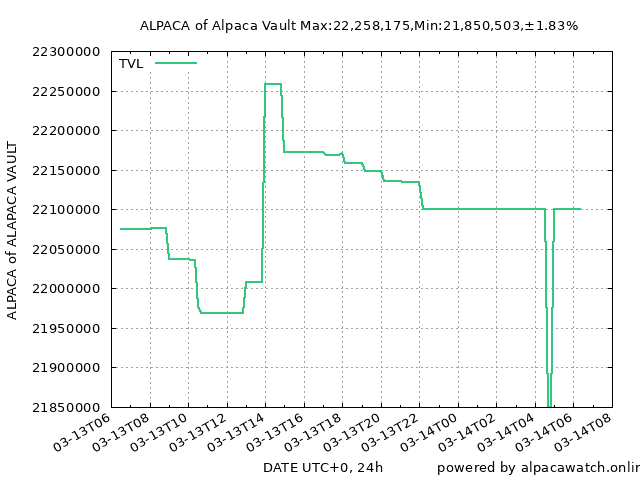 ALPACA of Alpaca Vault Max:22,258,175,Min:21,850,503,±1.83%
TVL
22300000
22250000
22200000
22150000
22100000
22050000
22000000
21950000
21900000
21850000
ALPACA of ALAPACA VAULT
03-13T06
03-13T08
03-13T10
03-13T12
03-13T14
03-13T16
03-13T18
03-13T20
03-13T22
03-14T00
03-14T02
03-14T04
03-14T06
03-14T08
DATE UTC+0, 24h
powered by alpacawatch.onlin